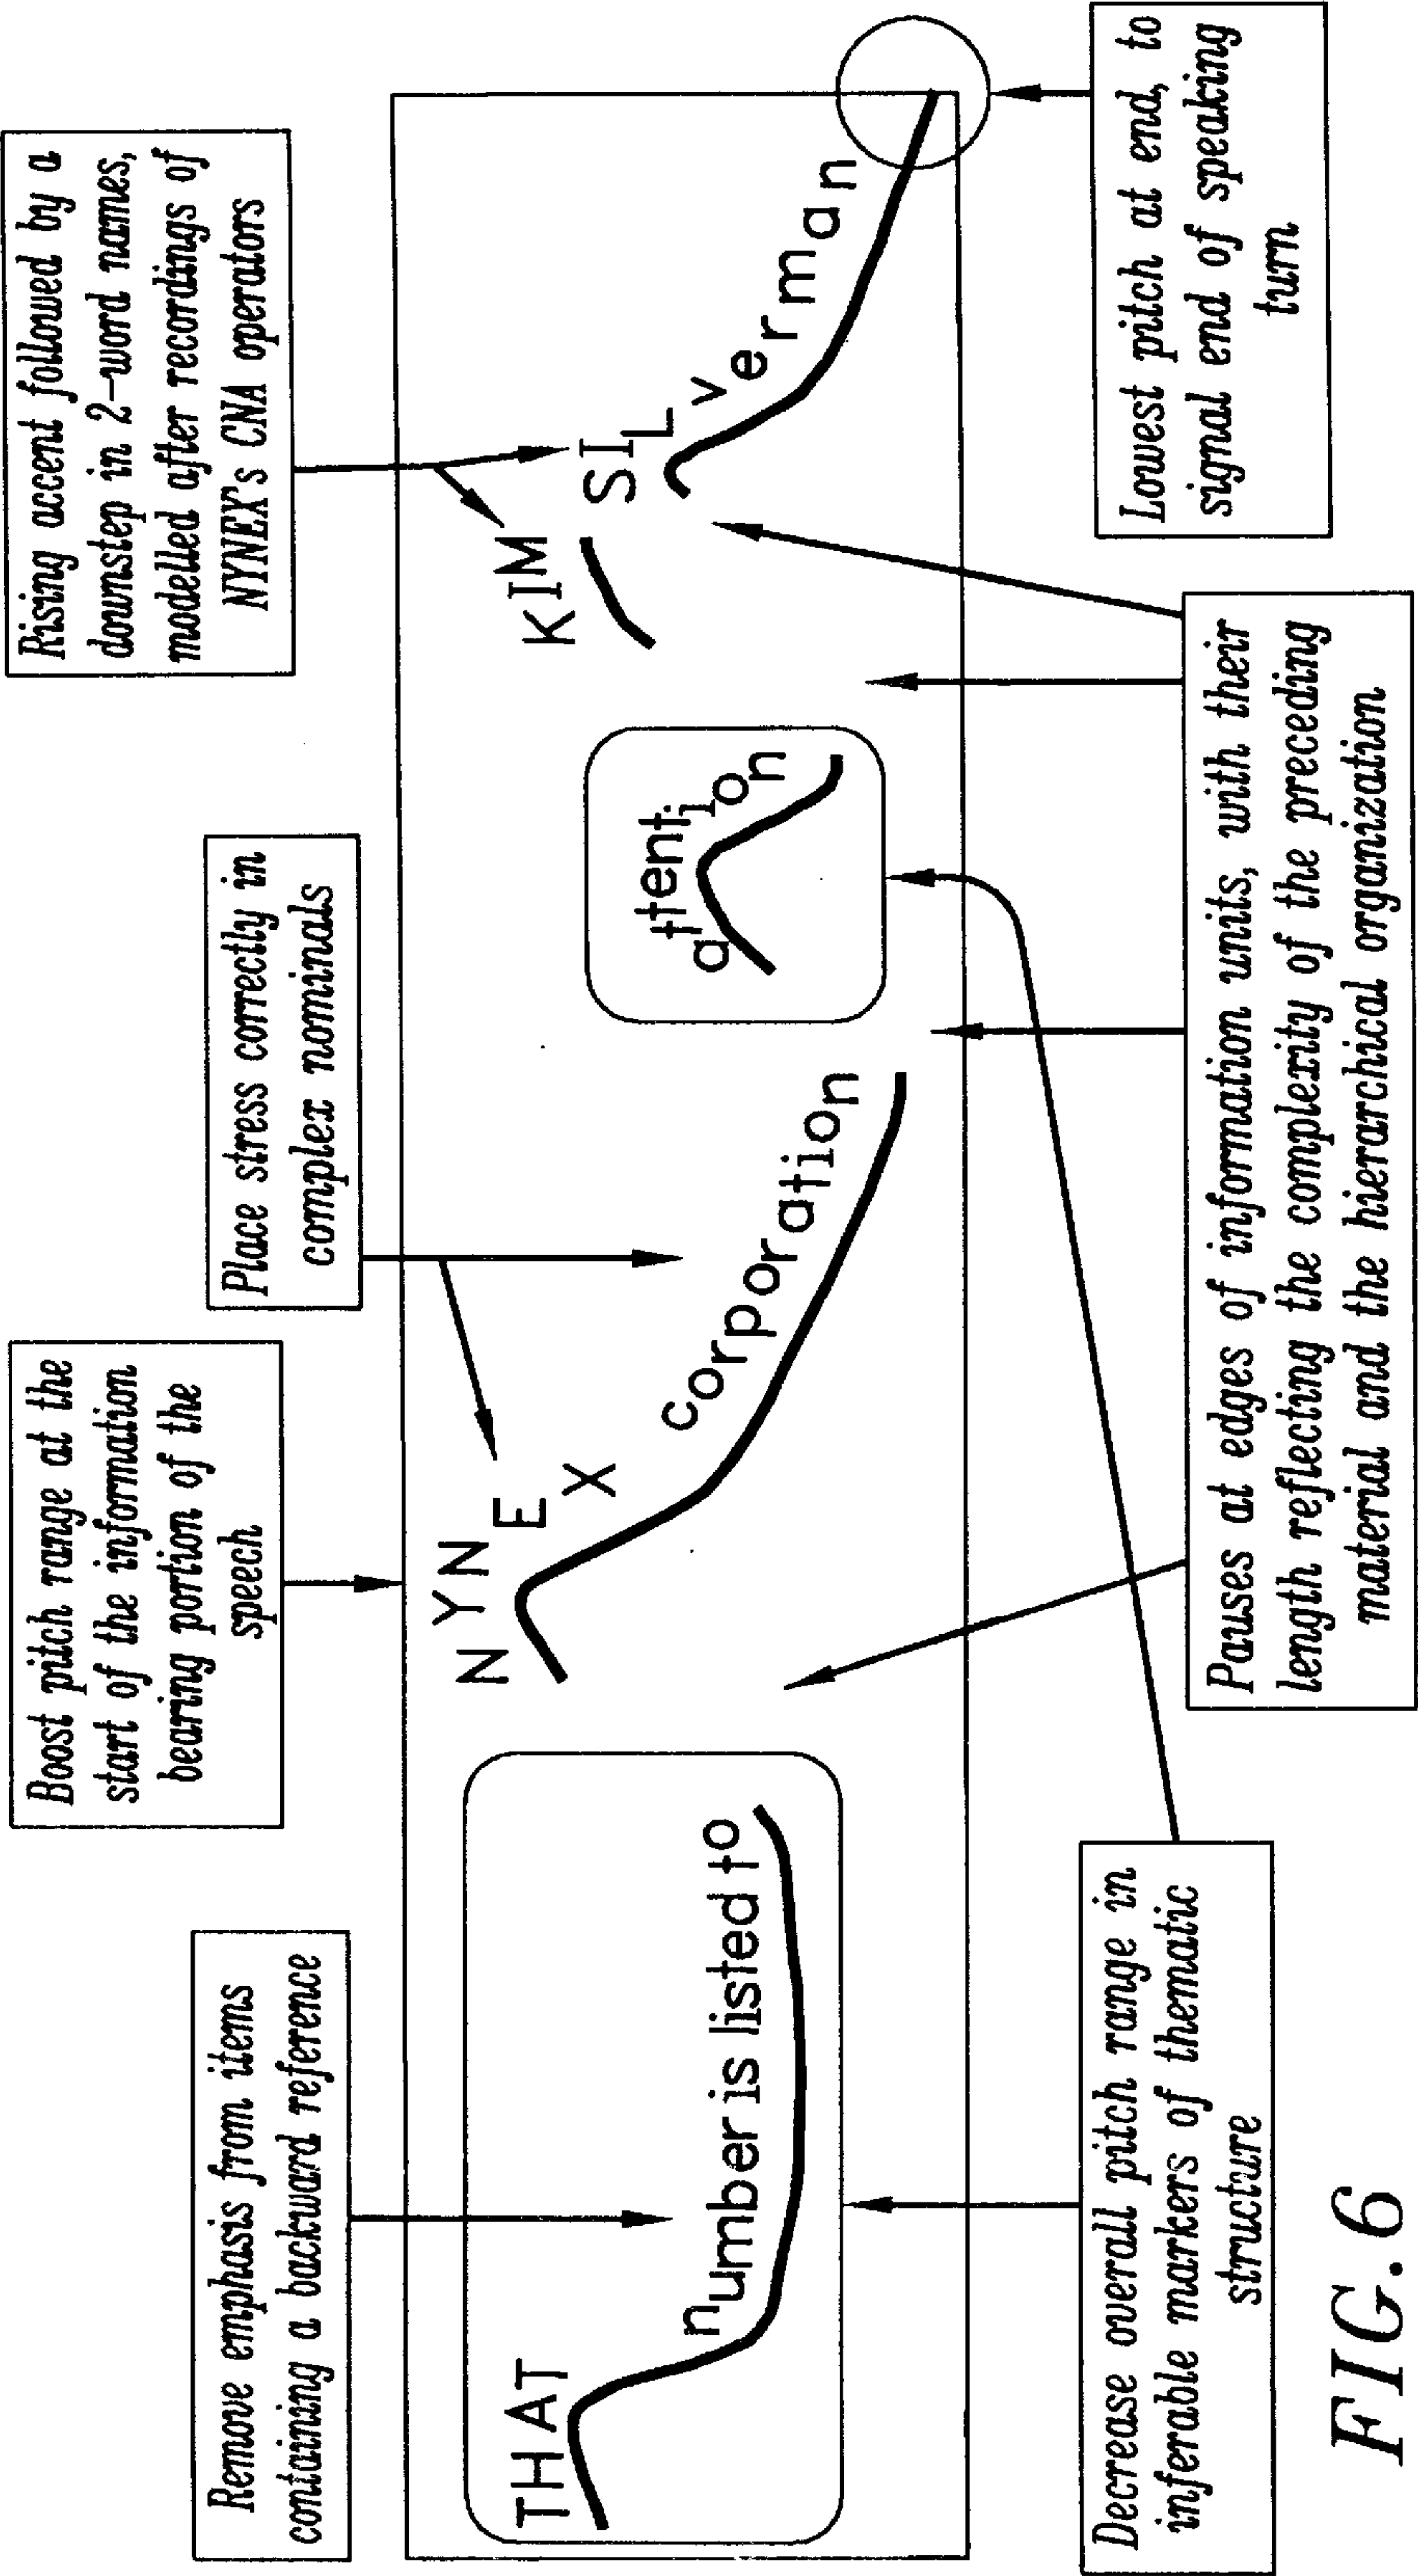 Remove emphasis from items
containing a backward reference
Boost pitch range at the
start of the information
bearing portion of the
speech
Place stress correctly in
complex nominals
Rising accent followed by a
downstep in 2-word names,
modelled after recordings of
NYNEX's CNA operators
THAT number is listed to
NYNEX corporation
attention
KIM SILverman
Decrease overall pitch range in
inferable markers of thematic
structure
Pauses at edges of information units, with their
length reflecting the complexity of the preceding
material and the hierarchical organization
Lowest pitch at end, to
signal end of speaking
turn
FIG.6